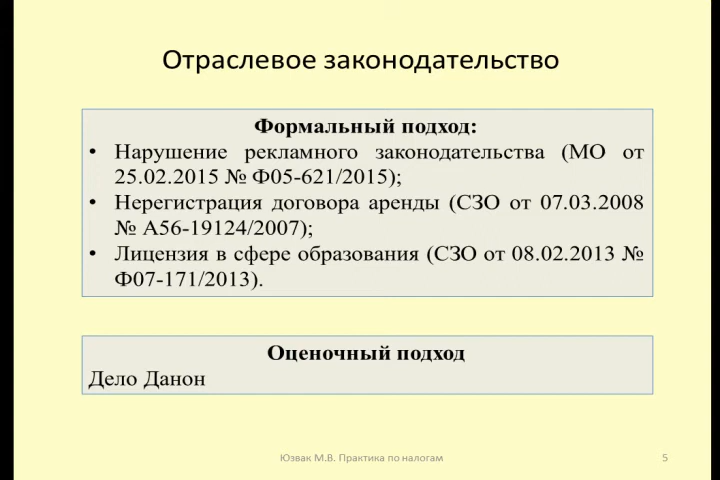 Отраслевое законодательство
Формальный подход:
• Нарушение рекламного законодательства (МО от
25.02.2015 № Ф05-621/2015);
• Нерегистрация договора аренды (СЗО от 07.03.2008
№ А56-19124/2007);
• Лицензия в сфере образования (СЗО от 08.02.2013 №
Ф07-171/2013).
Оценочный подход
Дело Данон
Юзвак М.В. Практика по налогам
5